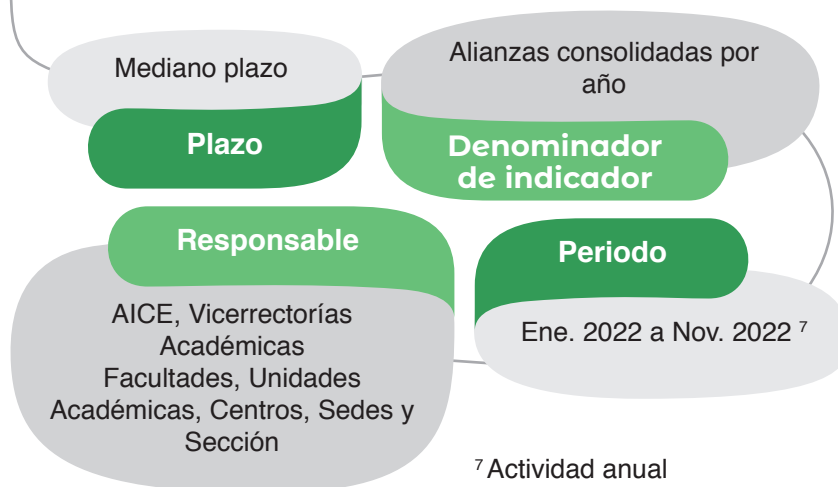 Mediano plazo
Plazo
Alianzas consolidadas por
año
Denominador
de indicador
Responsable
AICE, Vicerrectorías
Académicas
Facultades, Unidades
Académicas, Centros, Sedes y
Sección
Periodo
Ene. 2022 a Nov. 2022 ⁷
⁷ Actividad anual